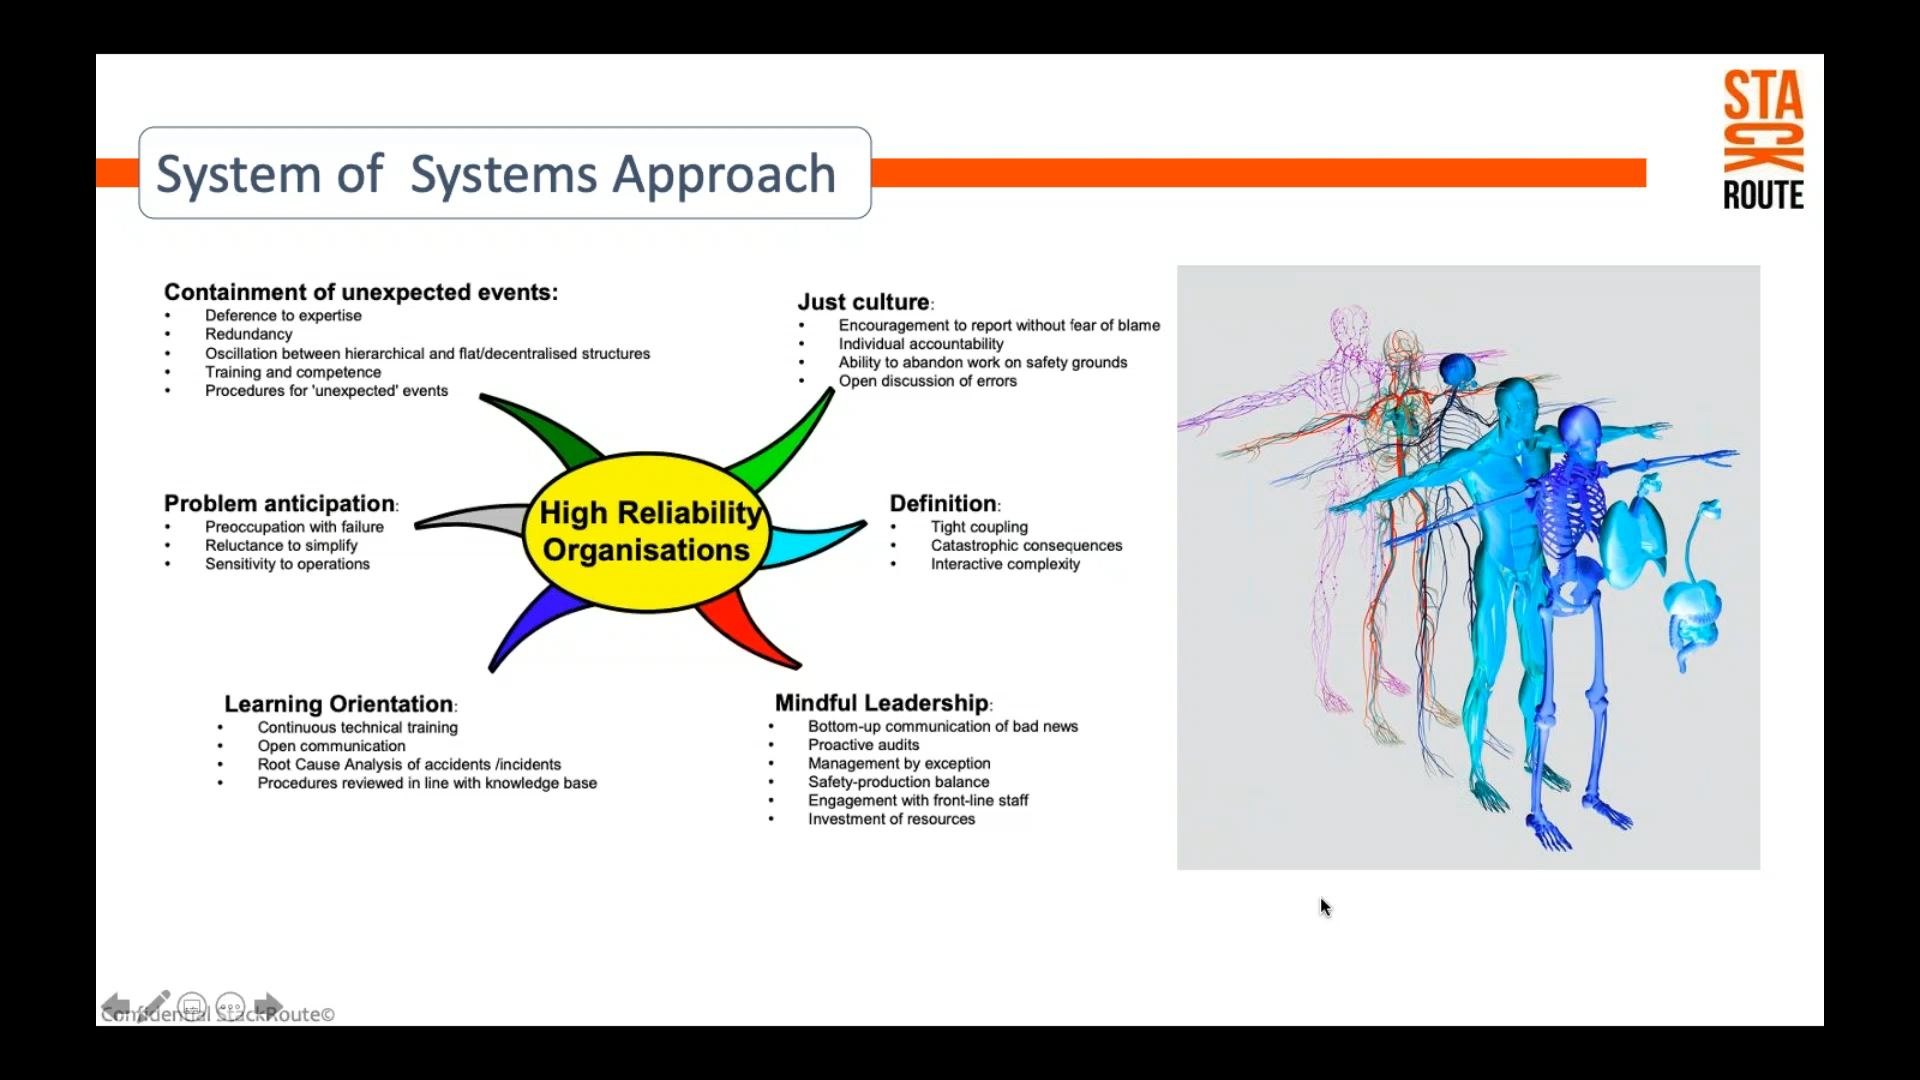 STA
CK
ROUTE
System of Systems Approach
Containment of unexpected events:
• Deference to expertise
• Redundancy
• Oscillation between hierarchical and flat/decentralised structures
• Training and competence
• Procedures for 'unexpected' events
Just culture:
• Encouragement to report without fear of blame
• Individual accountability
• Ability to abandon work on safety grounds
• Open discussion of errors
Problem anticipation:
• Preoccupation with failure
• Reluctance to simplify
• Sensitivity to operations
High Reliability
Organisations
Definition:
• Tight coupling
• Catastrophic consequences
• Interactive complexity
Learning Orientation:
• Continuous technical training
• Open communication
• Root Cause Analysis of accidents /incidents
• Procedures reviewed in line with knowledge base
Mindful Leadership:
• Bottom-up communication of bad news
• Proactive audits
• Management by exception
• Safety-production balance
• Engagement with front-line staff
• Investment of resources
Confidential StackRoute©